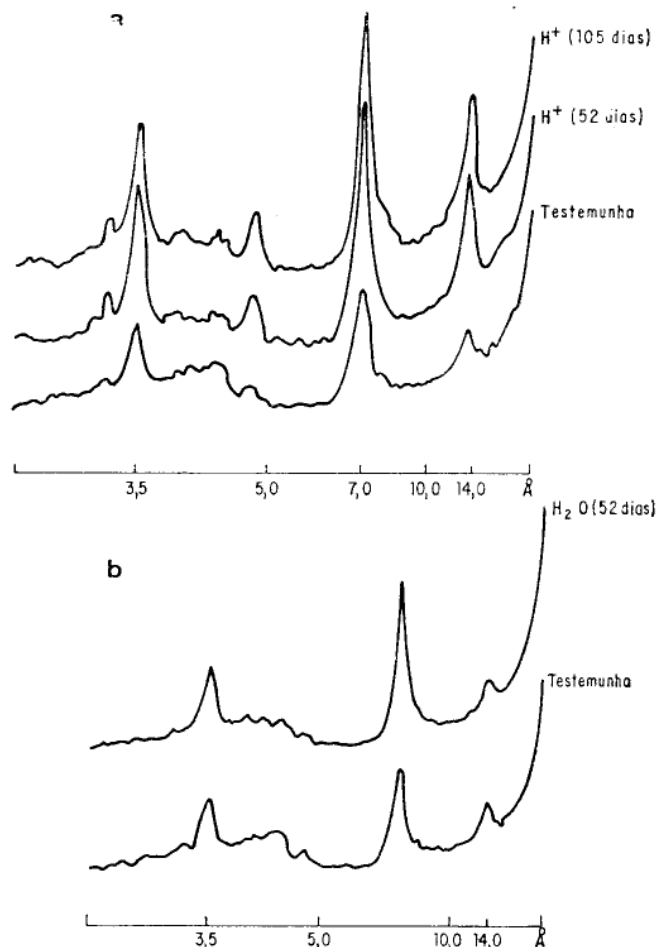 a
H+ (105 dias)
H+ (52 dias)
Testemunha
3,5 5,0 7,0 10,0 14,0 Å
H2O (52 dias)
b
Testemunha
3,5 5,0 10,0 14,0 Å